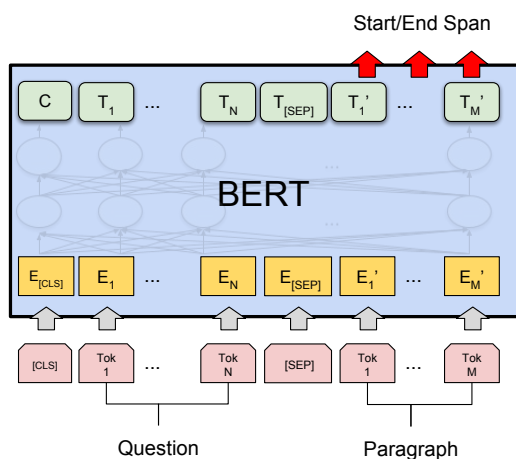 Start/End Span
C T1 ... TN T[SEP] T1’ ... TM’
...
BERT
...
E[CLS] E1 ... EN E[SEP] E1’ ... EM’
[CLS] Tok 1 ... Tok N [SEP] Tok 1 ... Tok M
Question Paragraph